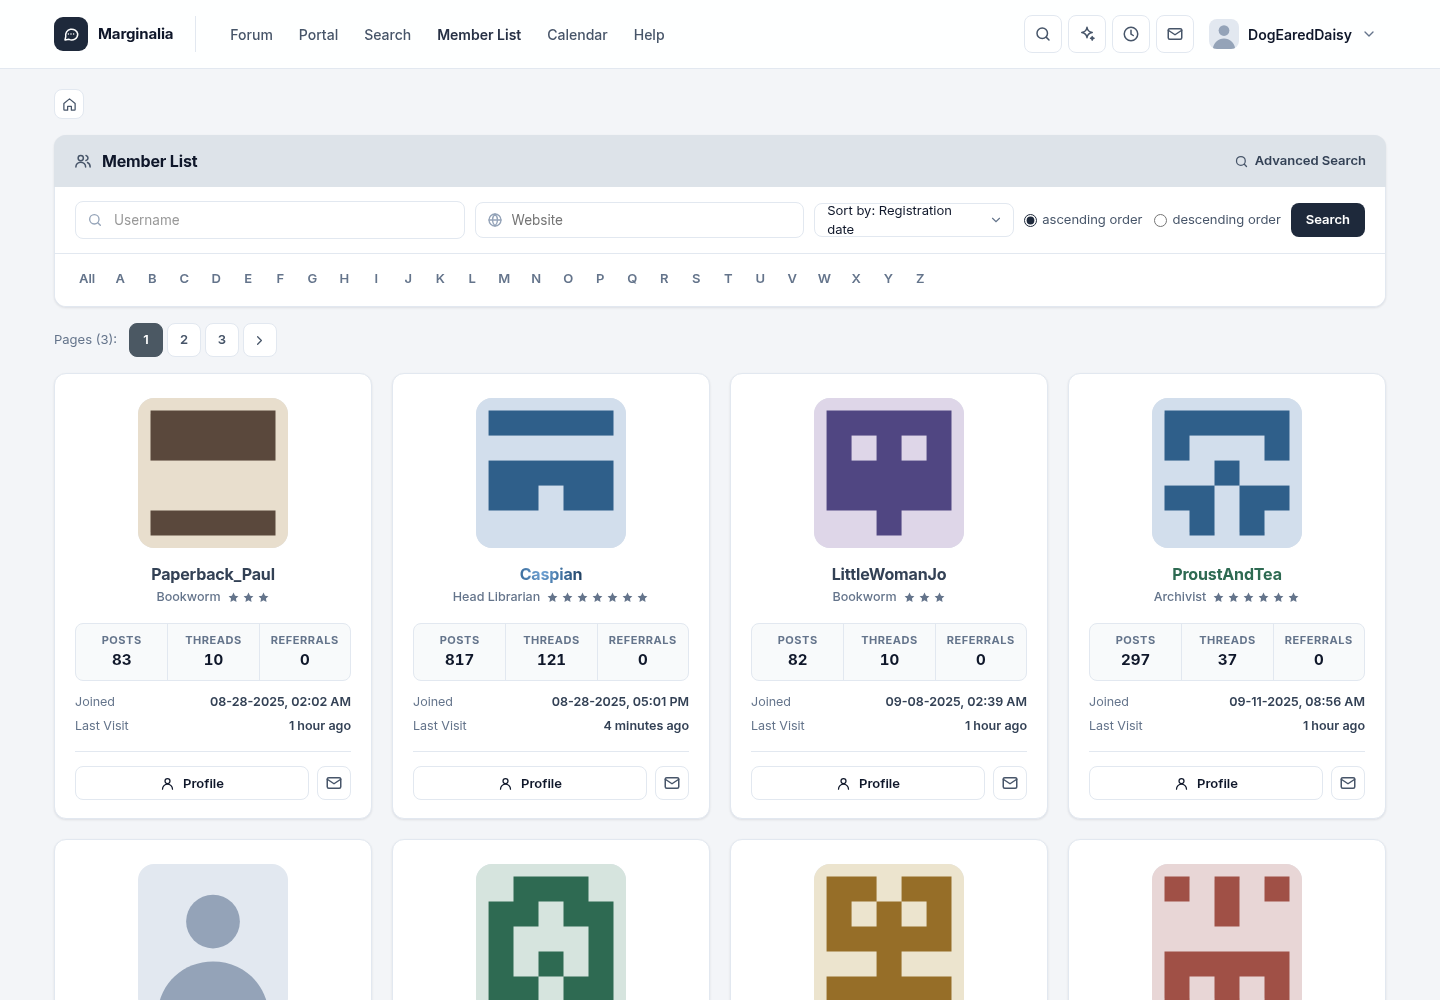 Marginalia
Forum Portal Search Member List Calendar Help
DogEaredDaisy
Member List
Advanced Search
Username
Website
Sort by: Registration date
ascending order
descending order
Search
All A B C D E F G H I J K L M N O P Q R S T U V W X Y Z
Pages (3): 1 2 3
Paperback_Paul
Bookworm
POSTS THREADS REFERRALS
83 10 0
Joined 08-28-2025, 02:02 AM
Last Visit 1 hour ago
Profile
Caspian
Head Librarian
POSTS THREADS REFERRALS
817 121 0
Joined 08-28-2025, 05:01 PM
Last Visit 4 minutes ago
Profile
LittleWomanJo
Bookworm
POSTS THREADS REFERRALS
82 10 0
Joined 09-08-2025, 02:39 AM
Last Visit 1 hour ago
Profile
ProustAndTea
Archivist
POSTS THREADS REFERRALS
297 37 0
Joined 09-11-2025, 08:56 AM
Last Visit 1 hour ago
Profile